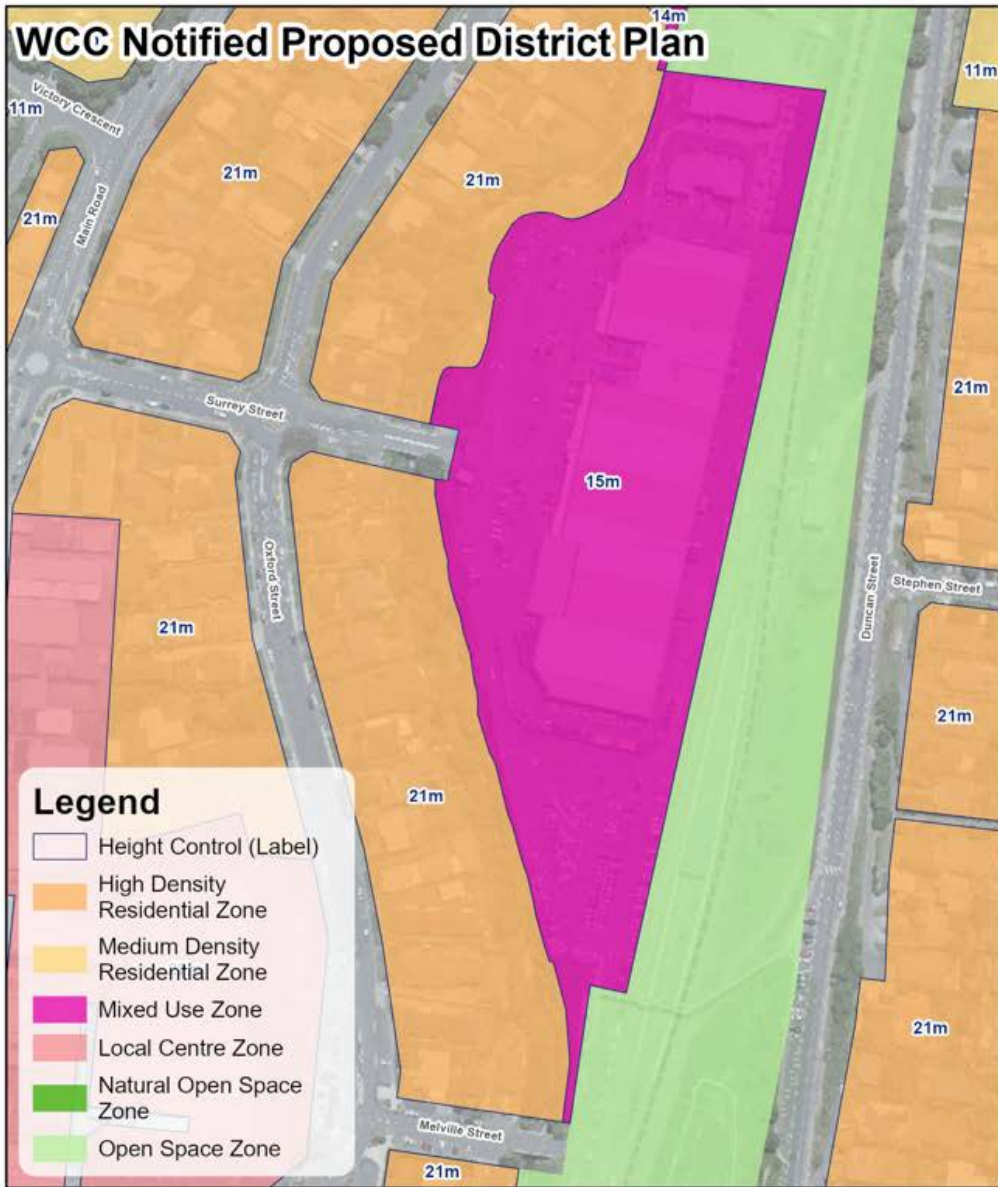 14m
WCC Notified Proposed District Plan
Victory Crescent
11m
11m
21m
21m
21m
Main Road
21m
Surrey Street
15m
Oxford Street
Stephen Street
Duncan Street
21m
21m
21m
Legend
Height Control (Label)
High Density
Residential Zone
Medium Density
Residential Zone
Mixed Use Zone
Local Centre Zone
Natural Open Space
Zone
Open Space Zone
21m
Melville Street
21m